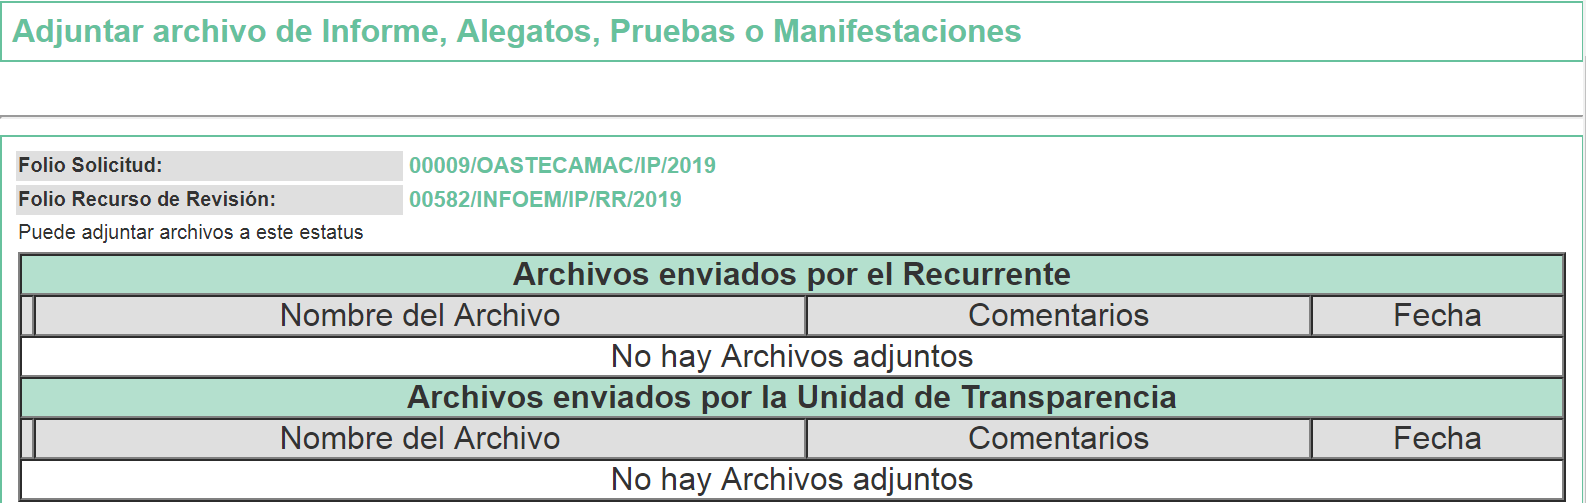 Adjuntar archivo de Informe, Alegatos, Pruebas o Manifestaciones
Folio Solicitud: 00009/OASTECAMAC/IP/2019
Folio Recurso de Revisión: 00582/INFOEM/IP/RR/2019
Puede adjuntar archivos a este estatus
Archivos enviados por el Recurrente
Nombre del Archivo Comentarios Fecha
No hay Archivos adjuntos
Archivos enviados por la Unidad de Transparencia
Nombre del Archivo Comentarios Fecha
No hay Archivos adjuntos